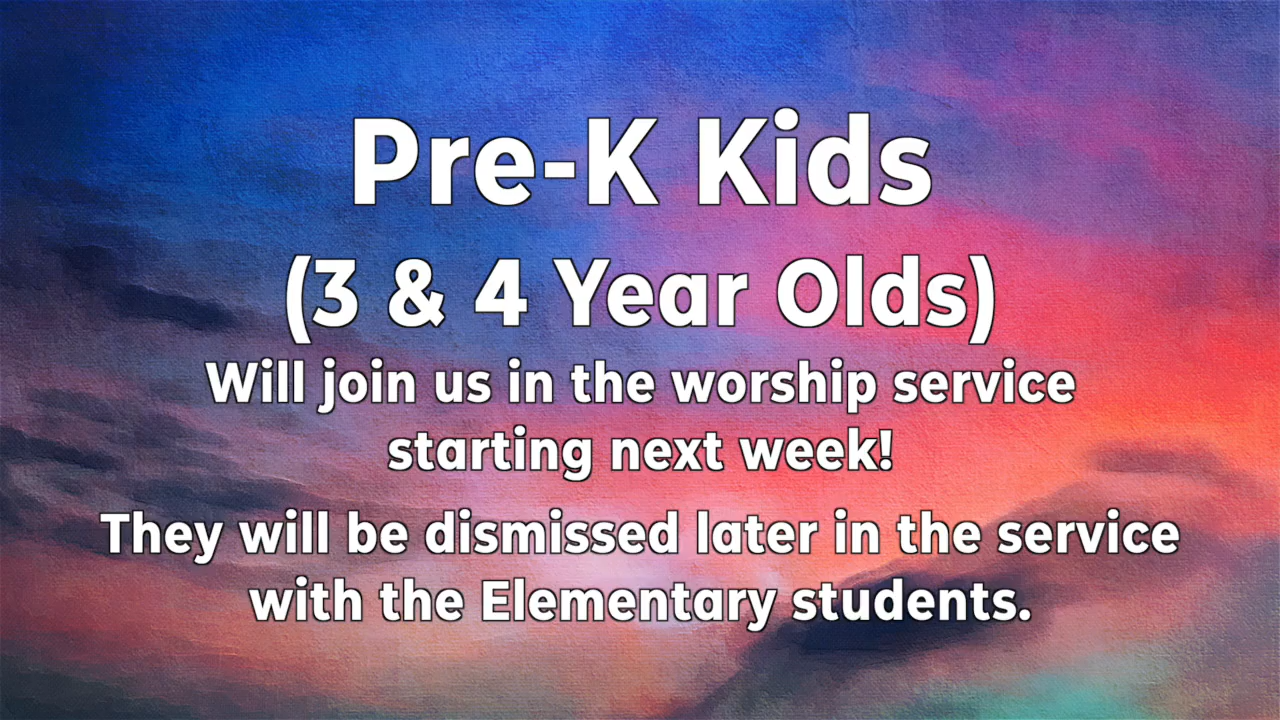 Pre-K Kids
(3 & 4 Year Olds)
Will join us in the worship service
starting next week!
They will be dismissed later in the service
with the Elementary students.